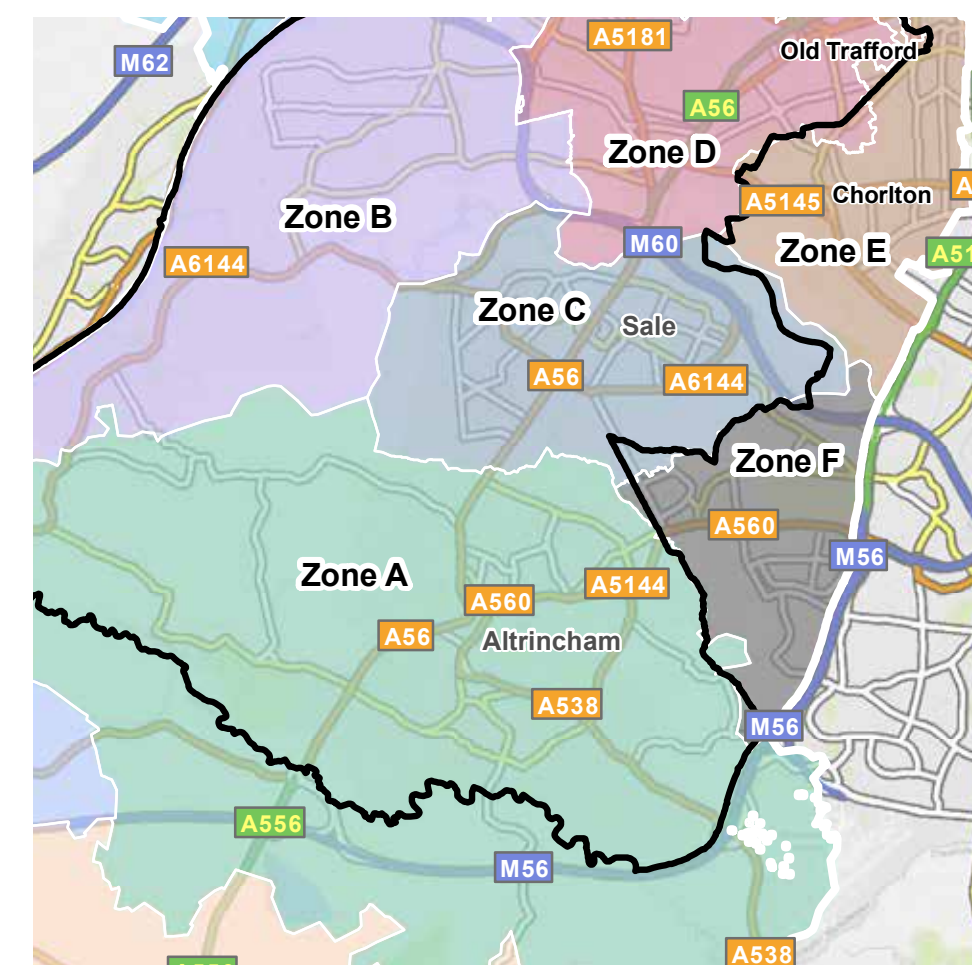 A5181
Old Trafford
M62
A56
Zone D
A5145
Chorlton
Zone B
M60
Zone E
A6144
Zone C
Sale
A56
A6144
Zone F
A560
M56
Zone A
A5144
A560
A56
Altrincham
A538
M56
A556
M56
A538